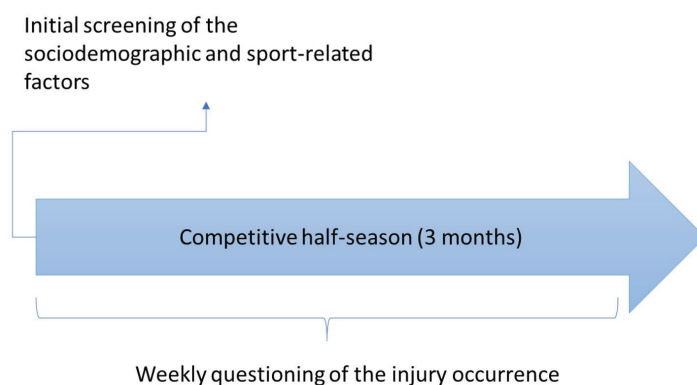 Initial screening of the
sociodemographic and sport-related
factors
Competitive half-season (3 months)
Weekly questioning of the injury occurrence